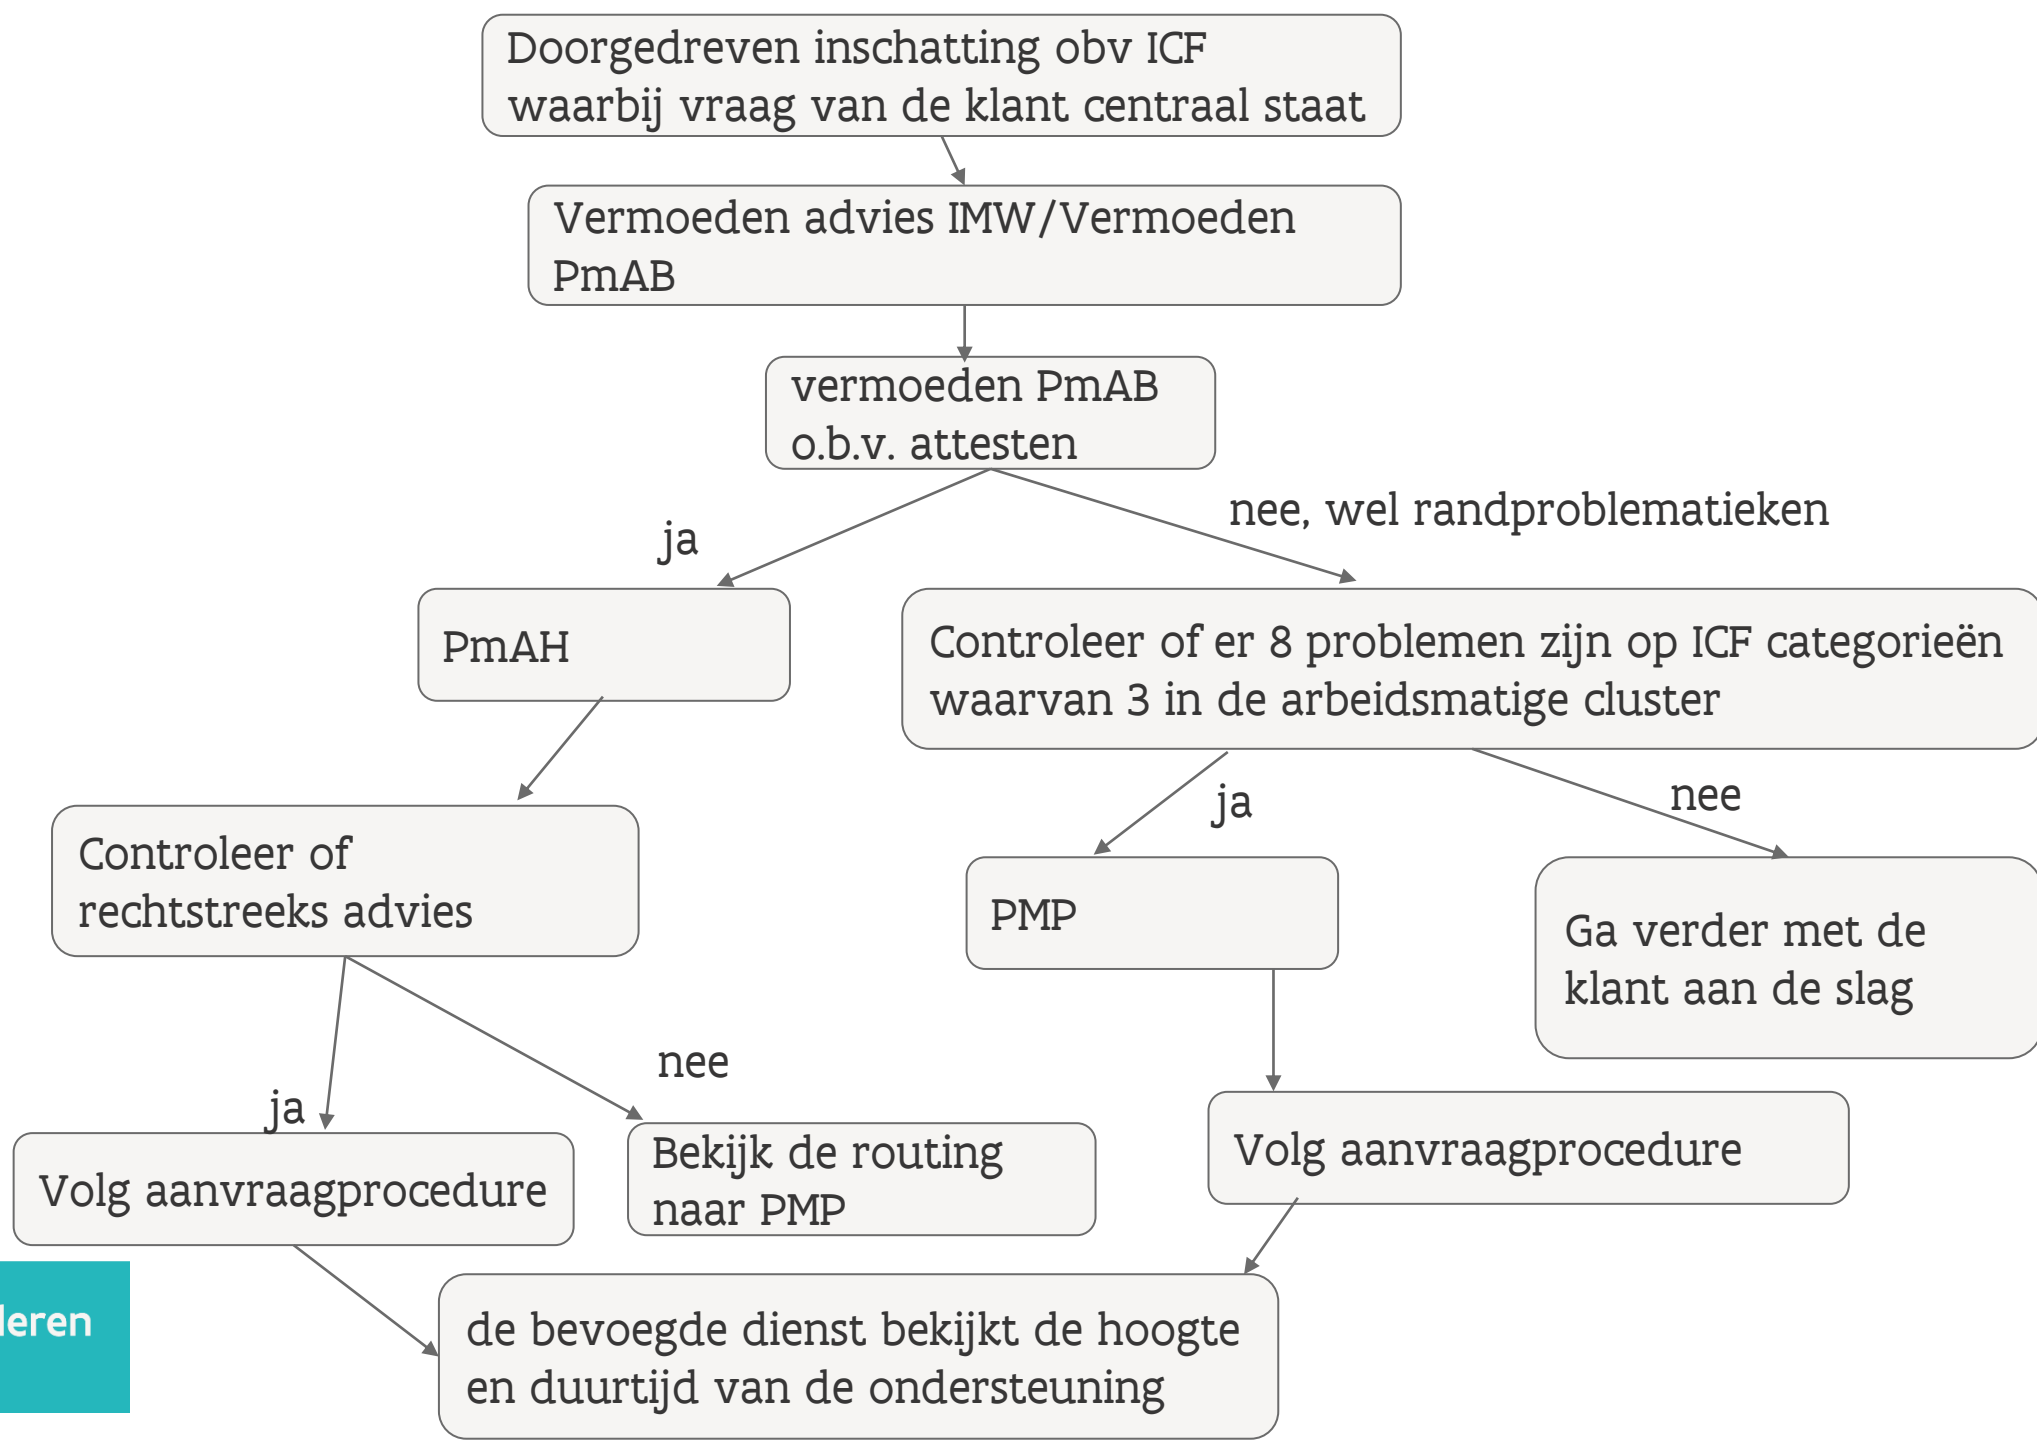 Doorgedreven inschatting obv ICF
waarbij vraag van de klant centraal staat
Vermoeden advies IMW/Vermoeden
PmAB
vermoeden PmAB
o.b.v. attesten
ja
nee, wel randproblematieken
PmAH
Controleer of er 8 problemen zijn op ICF categorieën
waarvan 3 in de arbeidsmatige cluster
ja
nee
Controleer of
rechtstreeks advies
PMP
Ga verder met de
klant aan de slag
ja
nee
Volg aanvraagprocedure
Bekijk de routing
naar PMP
Volg aanvraagprocedure
de bevoegde dienst bekijkt de hoogte
en duurtijd van de ondersteuning